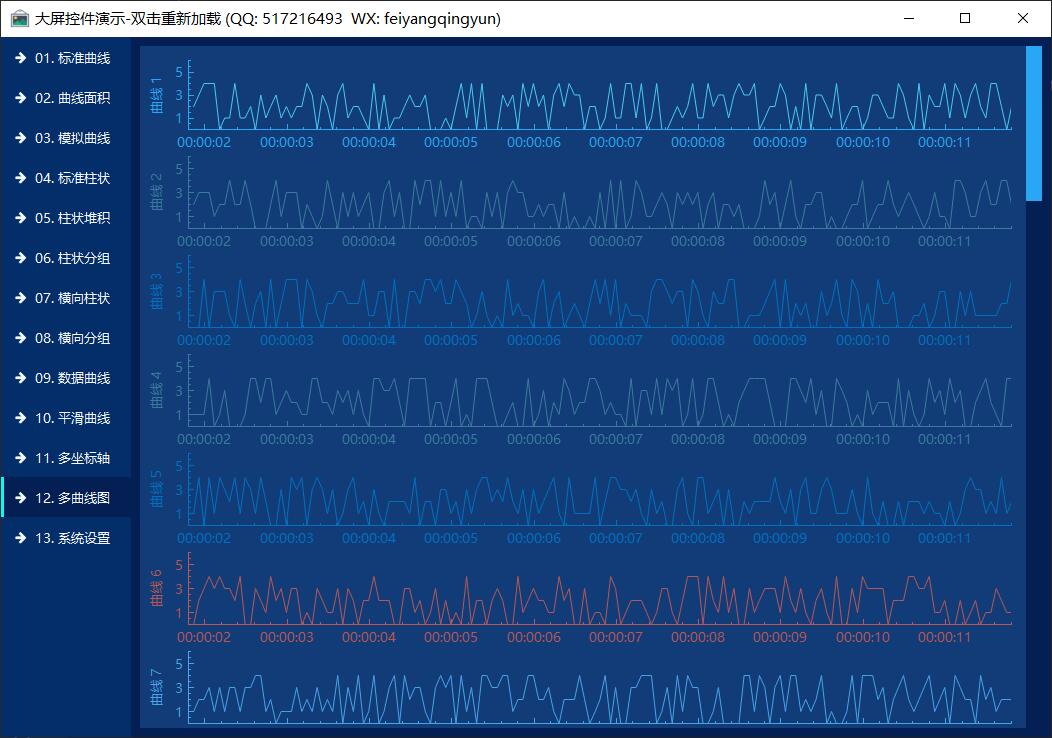 大屏控件演示-双击重新加载 (QQ: 517216493  WX: feiyangqingyun)
01. 标准曲线
02. 曲线面积
03. 模拟曲线
04. 标准柱状
05. 柱状堆积
06. 柱状分组
07. 横向柱状
08. 横向分组
09. 数据曲线
10. 平滑曲线
11. 多坐标轴
12. 多曲线图
13. 系统设置
曲线 1
5
3
1
00:00:02 00:00:03 00:00:04 00:00:05 00:00:06 00:00:07 00:00:08 00:00:09 00:00:10 00:00:11
曲线 2
5
3
1
00:00:02 00:00:03 00:00:04 00:00:05 00:00:06 00:00:07 00:00:08 00:00:09 00:00:10 00:00:11
曲线 3
5
3
1
00:00:02 00:00:03 00:00:04 00:00:05 00:00:06 00:00:07 00:00:08 00:00:09 00:00:10 00:00:11
曲线 4
5
3
1
00:00:02 00:00:03 00:00:04 00:00:05 00:00:06 00:00:07 00:00:08 00:00:09 00:00:10 00:00:11
曲线 5
5
3
1
00:00:02 00:00:03 00:00:04 00:00:05 00:00:06 00:00:07 00:00:08 00:00:09 00:00:10 00:00:11
曲线 6
5
3
1
00:00:02 00:00:03 00:00:04 00:00:05 00:00:06 00:00:07 00:00:08 00:00:09 00:00:10 00:00:11
曲线 7
5
3
1